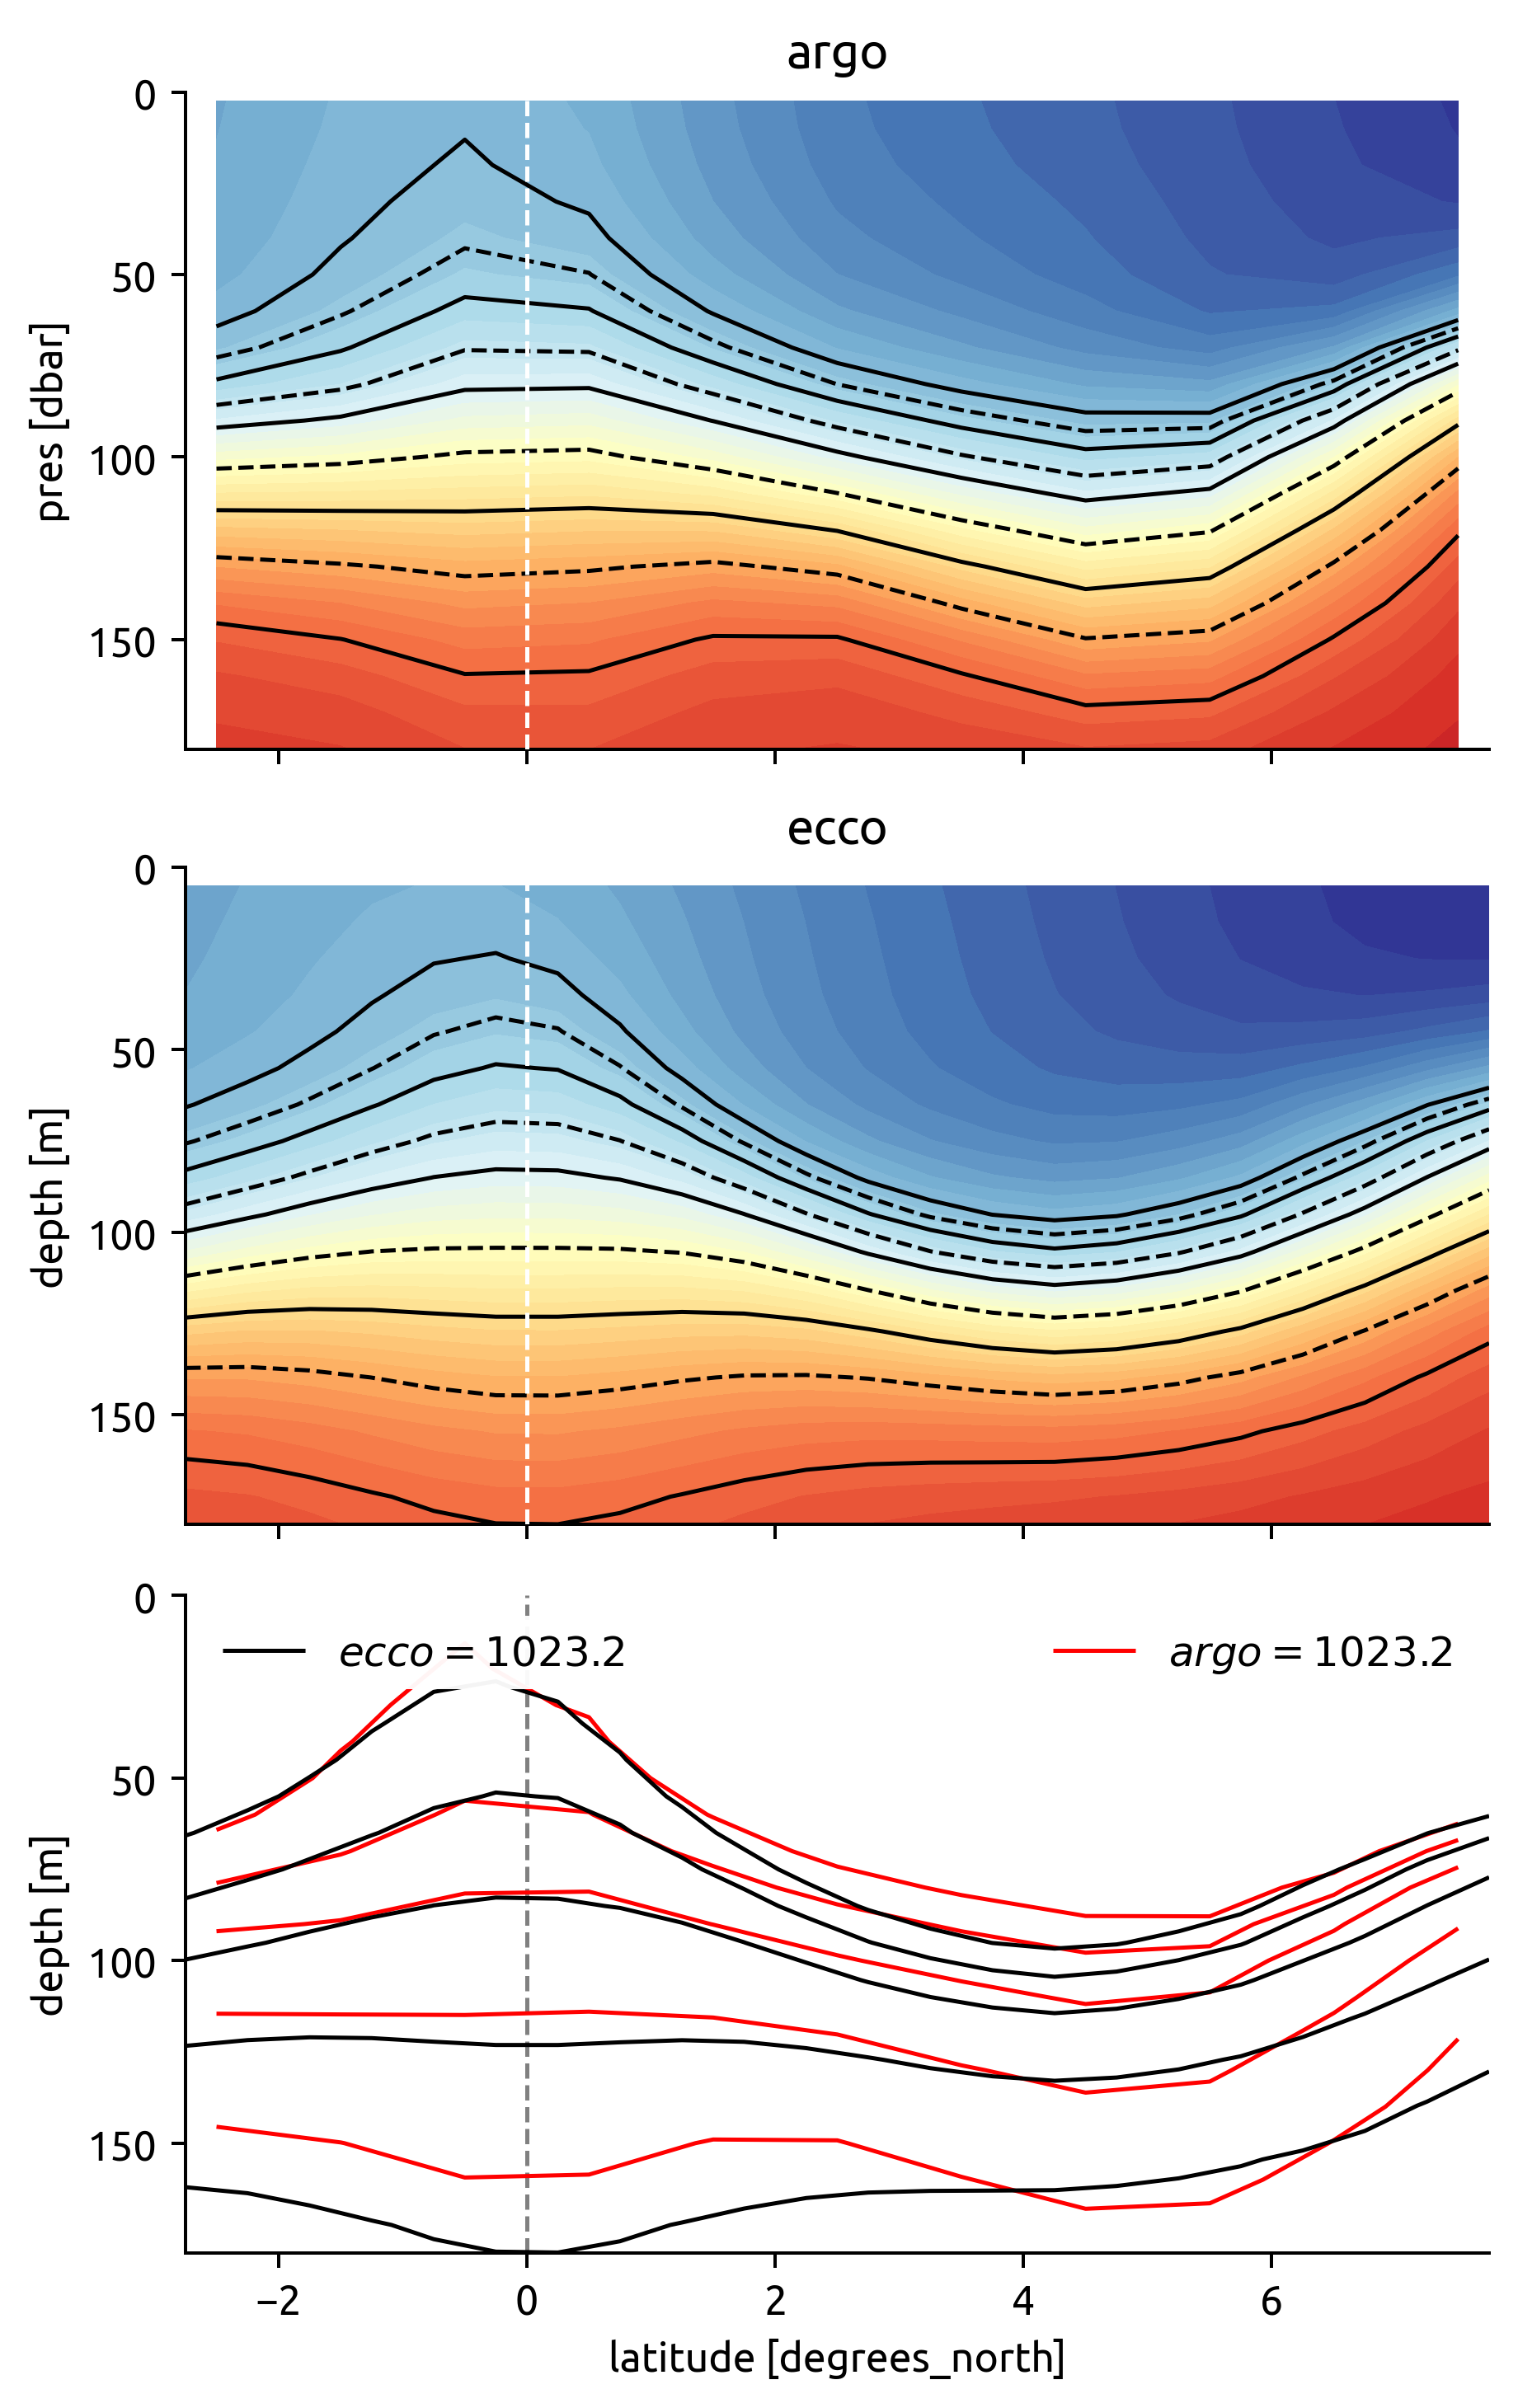 argo
0
50
100
150
pres [dbar]
ecco
0
50
100
150
depth [m]
0
50
100
150
depth [m]
ecco = 1023.2
argo = 1023.2
−2 0 2 4 6
latitude [degrees_north]